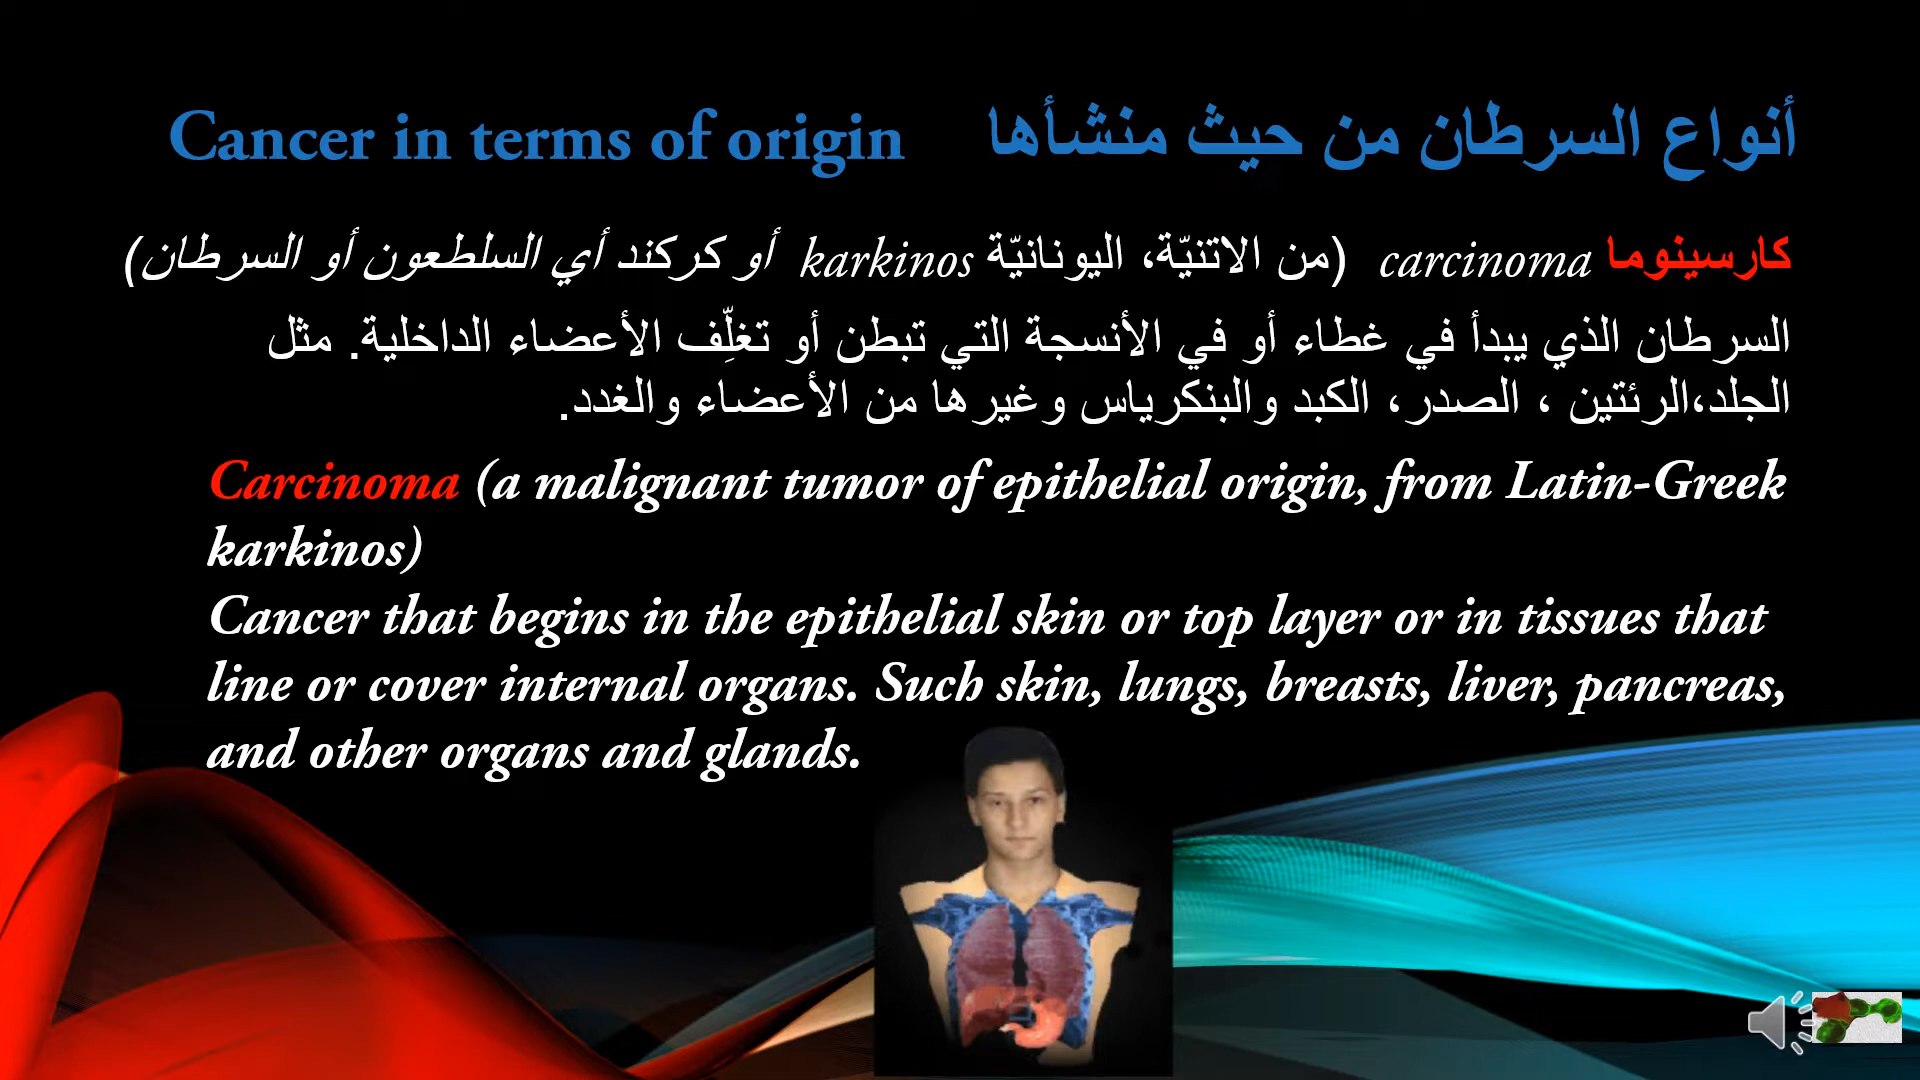 أنواع السرطان من حيث منشأها Cancer in terms of origin
كارسينوما carcinoma (من الاتنيّة، اليونانيّة karkinos أو كركند أي السلطعون أو السرطان)
السرطان الذي يبدأ في غطاء أو في الأنسجة التي تبطن أو تغلِّف الأعضاء الداخلية. مثل
الجلد،الرئتين ، الصدر، الكبد والبنكرياس وغيرها من الأعضاء والغدد.
Carcinoma (a malignant tumor of epithelial origin, from Latin-Greek
karkinos)
Cancer that begins in the epithelial skin or top layer or in tissues that
line or cover internal organs. Such skin, lungs, breasts, liver, pancreas,
and other organs and glands.